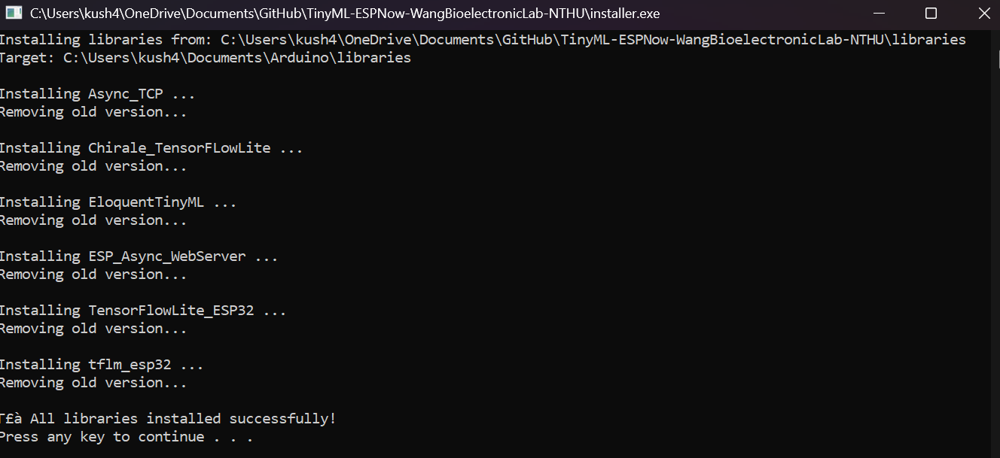 C:\Users\kush4\OneDrive\Documents\GitHub\TinyML-ESPNow-WangBioelectronicLab-NTHU\installer.exe
Installing libraries from: C:\Users\kush4\OneDrive\Documents\GitHub\TinyML-ESPNow-WangBioelectronicLab-NTHU\libraries
Target: C:\Users\kush4\Documents\Arduino\libraries
Installing Async_TCP ...
Removing old version...
Installing Chirale_TensorFLowLite ...
Removing old version...
Installing EloquentTinyML ...
Removing old version...
Installing ESP_Async_WebServer ...
Removing old version...
Installing TensorFlowLite_ESP32 ...
Removing old version...
Installing tflm_esp32 ...
Removing old version...
Γ£à All libraries installed successfully!
Press any key to continue . . .